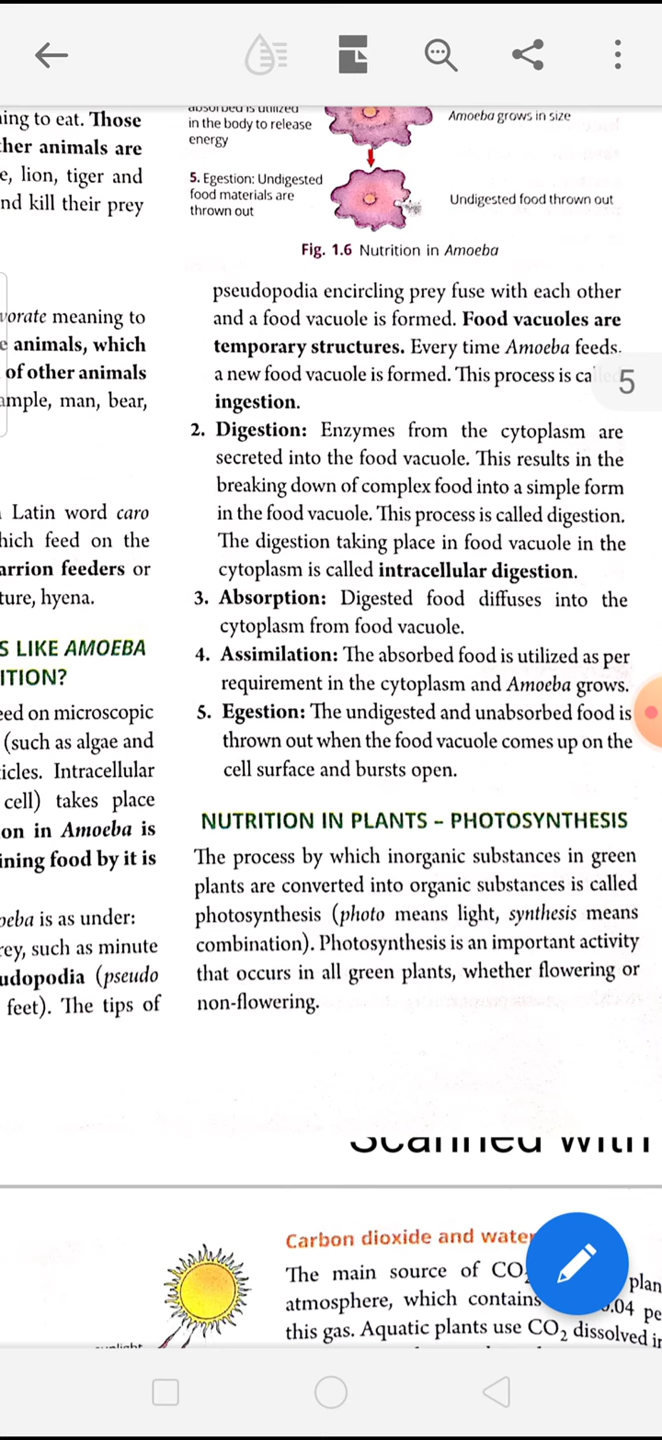 ing to eat. Those
her animals are
e, lion, tiger and
nd kill their prey
vorate meaning to
e animals, which
of other animals
ample, man, bear,
Latin word caro
hich feed on the
arrion feeders or
ture, hyena.
S LIKE AMOEBA
ITION?
eed on microscopic
(such as algae and
icles. Intracellular
cell) takes place
on in Amoeba is
ining food by it is
oeba is as under:
rey, such as minute
udopodia (pseudo
feet). The tips of
absorbed is utilized
in the body to release
energy
Amoeba grows in size
5. Egestion: Undigested
food materials are
thrown out
Undigested food thrown out
Fig. 1.6 Nutrition in Amoeba
pseudopodia encircling prey fuse with each other
and a food vacuole is formed. Food vacuoles are
temporary structures. Every time Amoeba feeds,
a new food vacuole is formed. This process is called
ingestion.
5
2. Digestion: Enzymes from the cytoplasm are
secreted into the food vacuole. This results in the
breaking down of complex food into a simple form
in the food vacuole. This process is called digestion.
The digestion taking place in food vacuole in the
cytoplasm is called intracellular digestion.
3. Absorption: Digested food diffuses into the
cytoplasm from food vacuole.
4. Assimilation: The absorbed food is utilized as per
requirement in the cytoplasm and Amoeba grows.
5. Egestion: The undigested and unabsorbed food is
thrown out when the food vacuole comes up on the
cell surface and bursts open.
NUTRITION IN PLANTS – PHOTOSYNTHESIS
The process by which inorganic substances in green
plants are converted into organic substances is called
photosynthesis (photo means light, synthesis means
combination). Photosynthesis is an important activity
that occurs in all green plants, whether flowering or
non-flowering.
Scanned with
Carbon dioxide and water
The main source of CO₂ plan
atmosphere, which contains 0.04 pe
this gas. Aquatic plants use CO₂ dissolved in